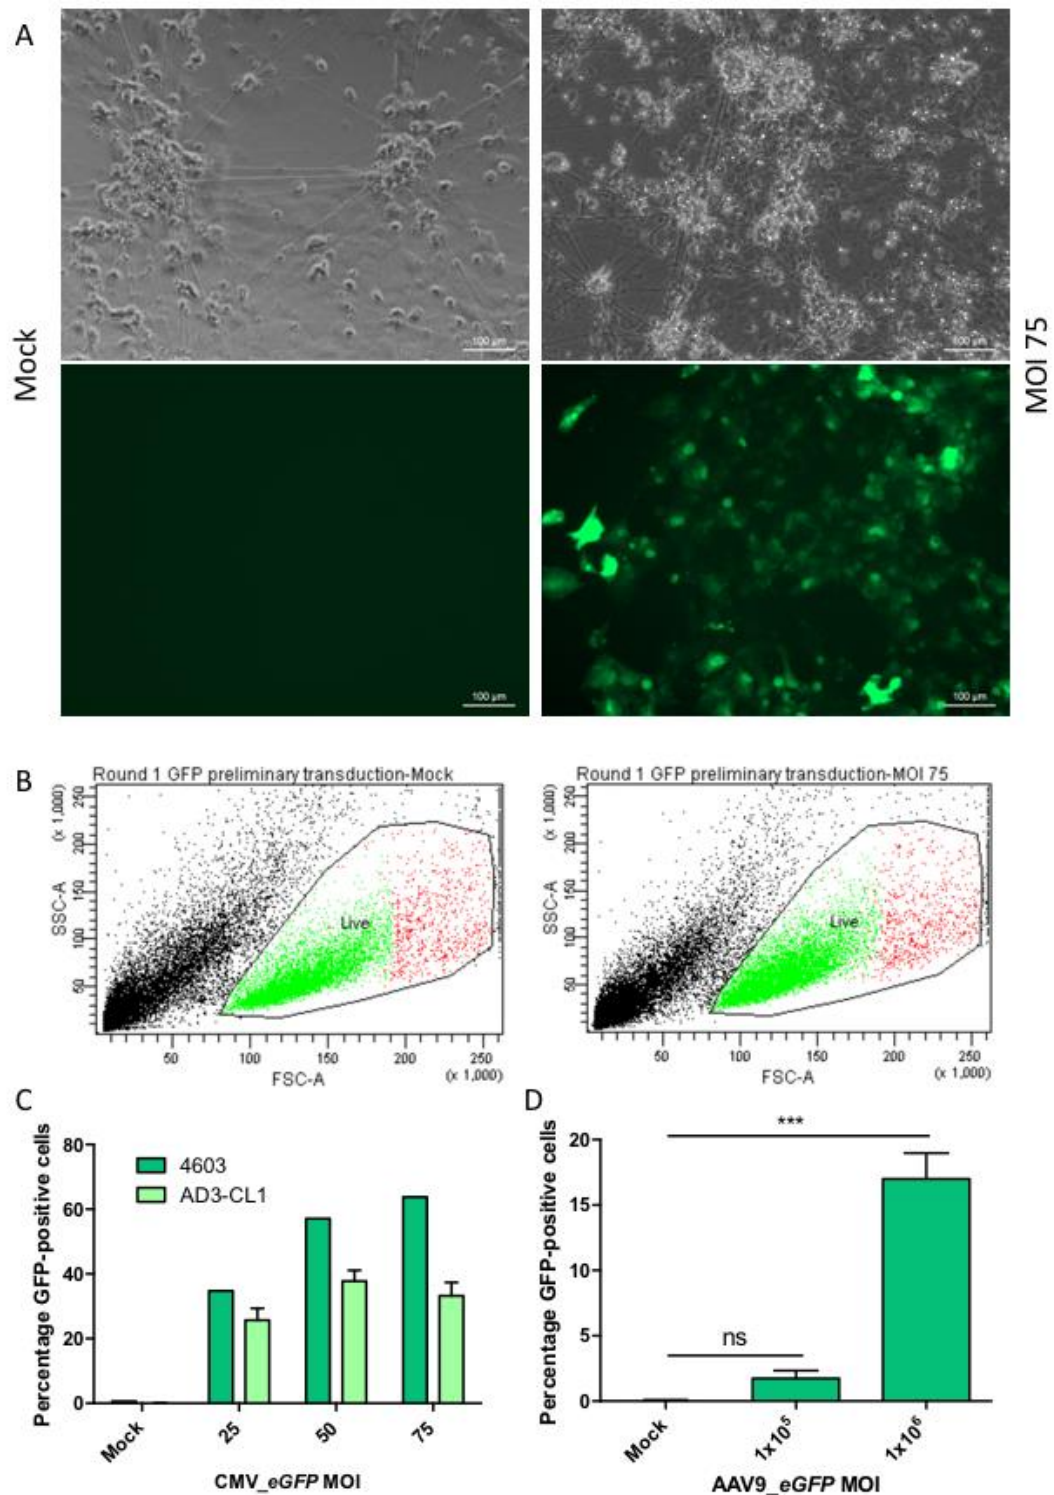 A
Mock
MOI 75
100 µm
100 µm
100 µm
100 µm
B
Round 1 GFP preliminary transduction-Mock
SSC-A
(x 1,000)
50
100
150
200
250
50
100
150
200
250
FSC-A
(x 1,000)
Live
Round 1 GFP preliminary transduction-MOI 75
SSC-A
(x 1,000)
50
100
150
200
250
50
100
150
200
250
FSC-A
(x 1,000)
Live
C
Percentage GFP-positive cells
80
60
40
20
0
4603
AD3-CL1
Mock
25
50
75
CMV_eGFP MOI
D
Percentage GFP-positive cells
20
15
10
5
0
***
ns
Mock
1x10⁵
1x10⁶
AAV9_eGFP MOI